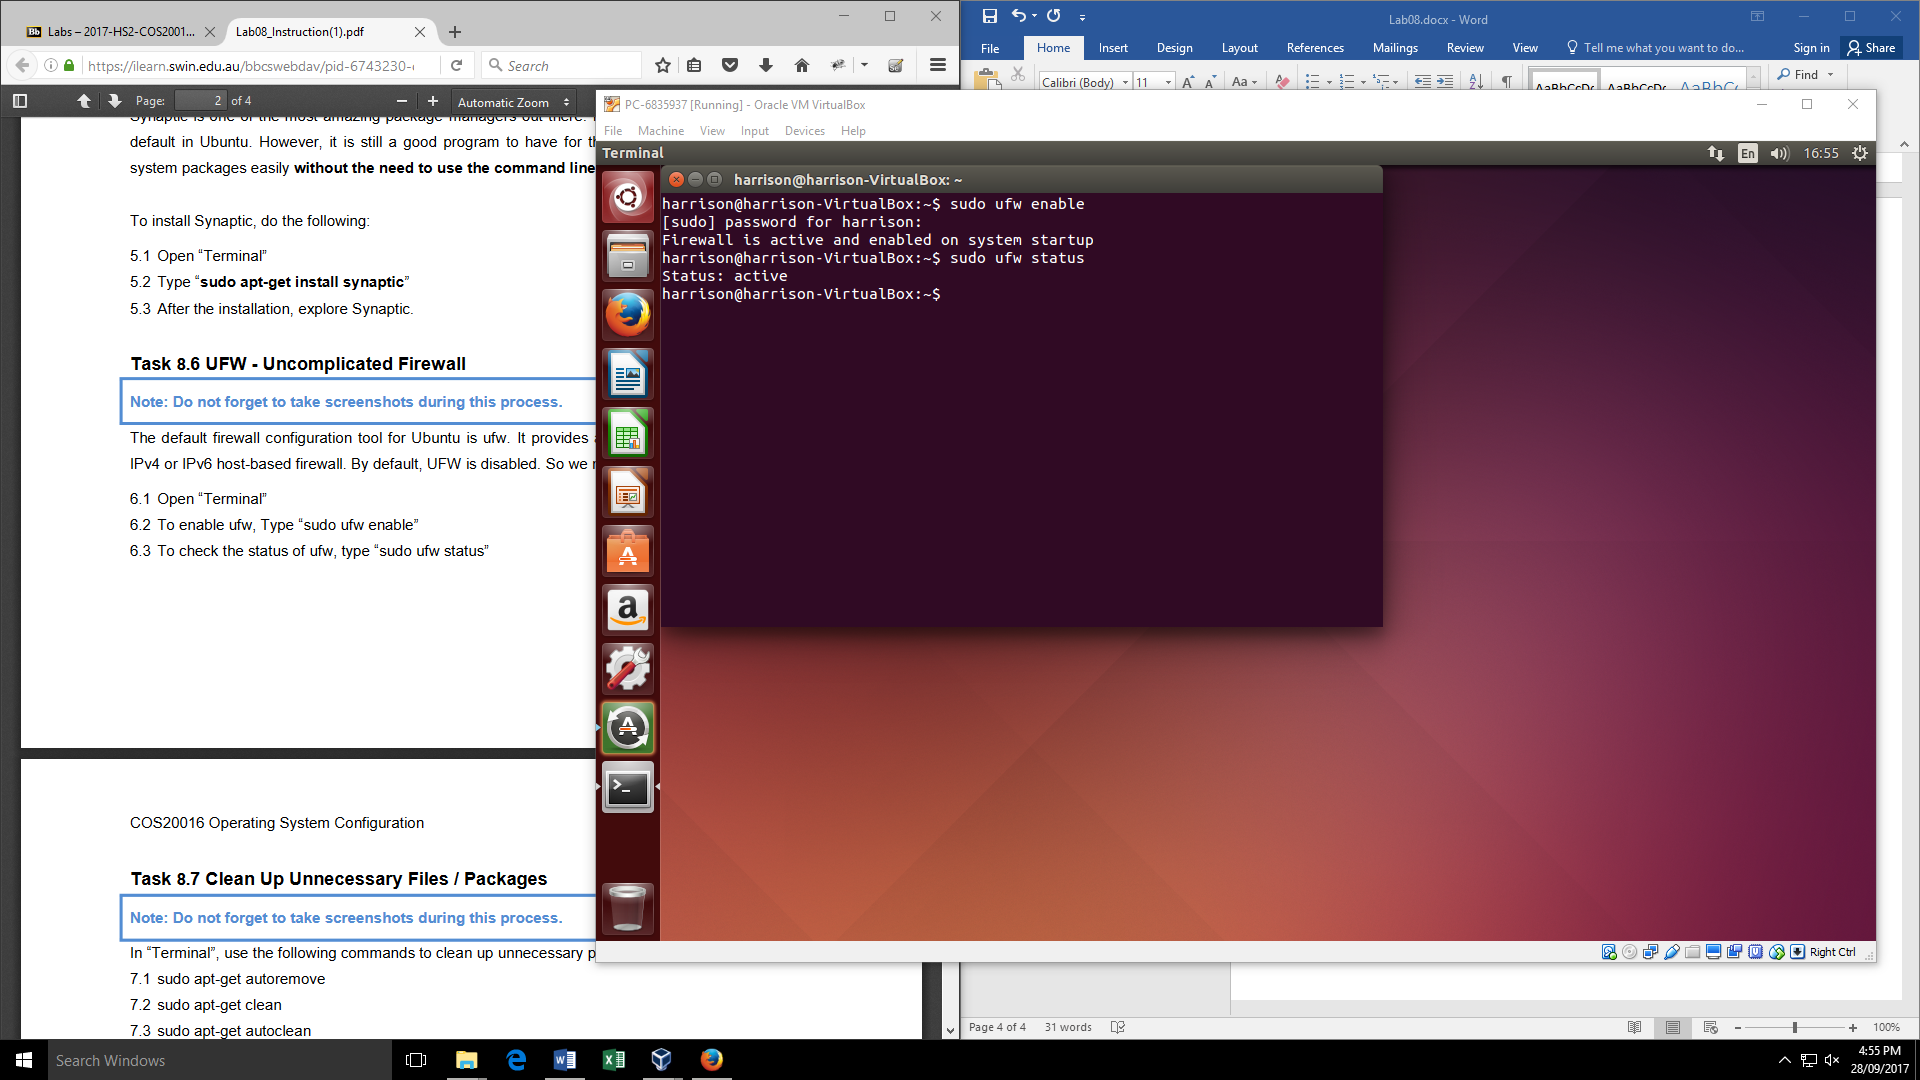 Labs – 2017-HS2-COS2001...
Lab08_Instruction(1).pdf
https://ilearn.swin.edu.au/bbcswebdav/pid-6743230-
Search
Page: 2 of 4
Automatic Zoom
default in Ubuntu. However, it is still a good program to have for
system packages easily without the need to use the command line
To install Synaptic, do the following:
5.1 Open “Terminal”
5.2 Type “sudo apt-get install synaptic”
5.3 After the installation, explore Synaptic.
Task 8.6 UFW - Uncomplicated Firewall
Note: Do not forget to take screenshots during this process.
The default firewall configuration tool for Ubuntu is ufw. It provides
IPv4 or IPv6 host-based firewall. By default, UFW is disabled. So we
6.1 Open “Terminal”
6.2 To enable ufw, Type “sudo ufw enable”
6.3 To check the status of ufw, type “sudo ufw status”
COS20016 Operating System Configuration
Task 8.7 Clean Up Unnecessary Files / Packages
Note: Do not forget to take screenshots during this process.
In “Terminal”, use the following commands to clean up unnecessary p
7.1 sudo apt-get autoremove
7.2 sudo apt-get clean
7.3 sudo apt-get autoclean
Lab08.docx - Word
File Home Insert Design Layout References Mailings Review View Tell me what you want to do... Sign in Share
Calibri (Body) 11 Aa Find
PC-6835937 [Running] - Oracle VM VirtualBox
File Machine View Input Devices Help
Terminal En 16:55
harrison@harrison-VirtualBox: ~
harrison@harrison-VirtualBox:~$ sudo ufw enable
[sudo] password for harrison:
Firewall is active and enabled on system startup
harrison@harrison-VirtualBox:~$ sudo ufw status
Status: active
harrison@harrison-VirtualBox:~$
Right Ctrl
Page 4 of 4 31 words 100%
Search Windows
4:55 PM
28/09/2017